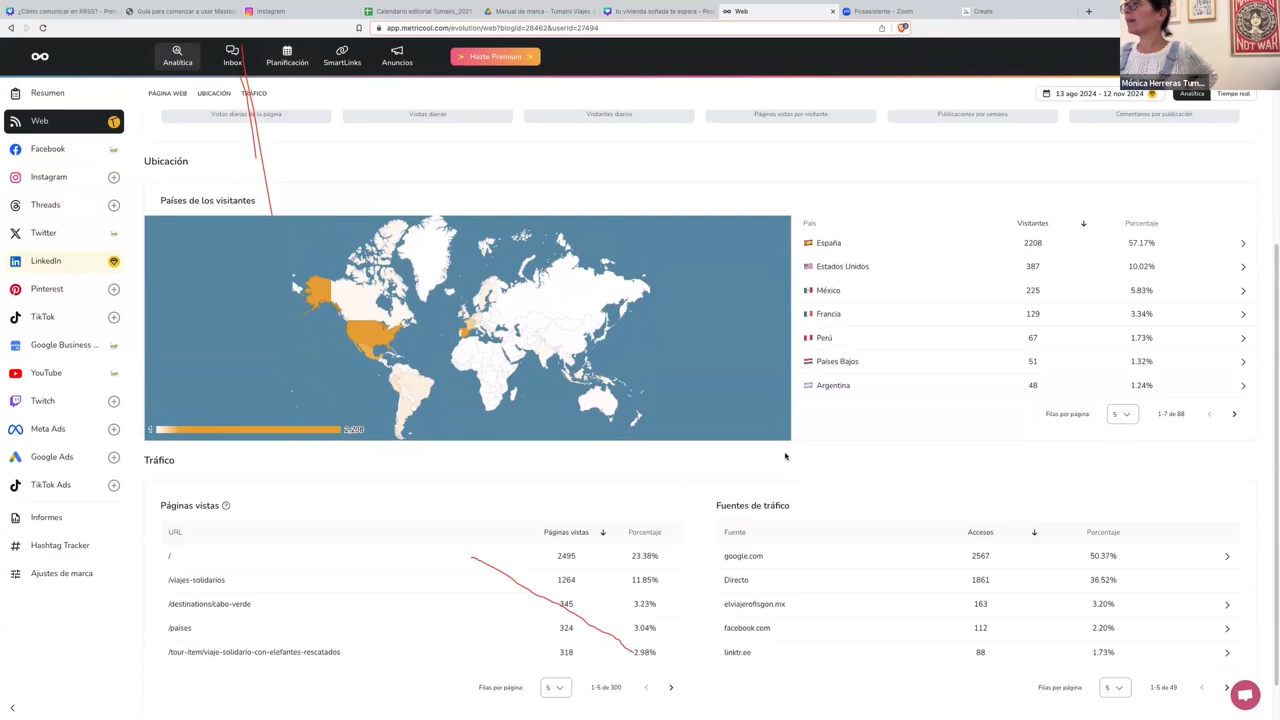 ¿Cómo comunicar en RRSS? - Pres
Guía para comenzar a usar Mastod
Instagram
Calendario editorial Tumaini_2021
Manual de marca - Tumaini Viajes
tu vivienda soñada te espera - Pos
Web
Posasistente - Zoom
Create
app.metricool.com/evolution/web?blogId=28462&userId=27494
Analítica
Inbox
Planificación
SmartLinks
Anuncios
Hazte Premium
NOT WAR
Mónica Herreras Tum...
Resumen
PÁGINA WEB
UBICACIÓN
TRÁFICO
13 ago 2024 - 12 nov 2024
Analítica
Tiempo real
Web
Vistas diarias de la página
Visitas diarias
Visitantes diarios
Páginas vistas por visitante
Publicaciones por semana
Comentarios por publicación
Facebook
Instagram
Threads
Twitter
LinkedIn
Pinterest
TikTok
Google Business ...
YouTube
Twitch
Meta Ads
Google Ads
TikTok Ads
Informes
Hashtag Tracker
Ajustes de marca
Ubicación
Países de los visitantes
1
2,208
País Visitantes Porcentaje
España 2208 57.17%
Estados Unidos 387 10.02%
México 225 5.83%
Francia 129 3.34%
Perú 67 1.73%
Países Bajos 51 1.32%
Argentina 48 1.24%
Filas por página: 5 1-7 de 88
Tráfico
Páginas vistas
URL Páginas vistas Porcentaje
/ 2495 23.38%
/viajes-solidarios 1264 11.85%
/destinations/cabo-verde 345 3.23%
/paises 324 3.04%
/tour-item/viaje-solidario-con-elefantes-rescatados 318 2.98%
Filas por página: 5 1-5 de 300
Fuentes de tráfico
Fuente Accesos Porcentaje
google.com 2567 50.37%
Directo 1861 36.52%
elviajerofisgon.mx 163 3.20%
facebook.com 112 2.20%
linktr.ee 88 1.73%
Filas por página: 5 1-5 de 49